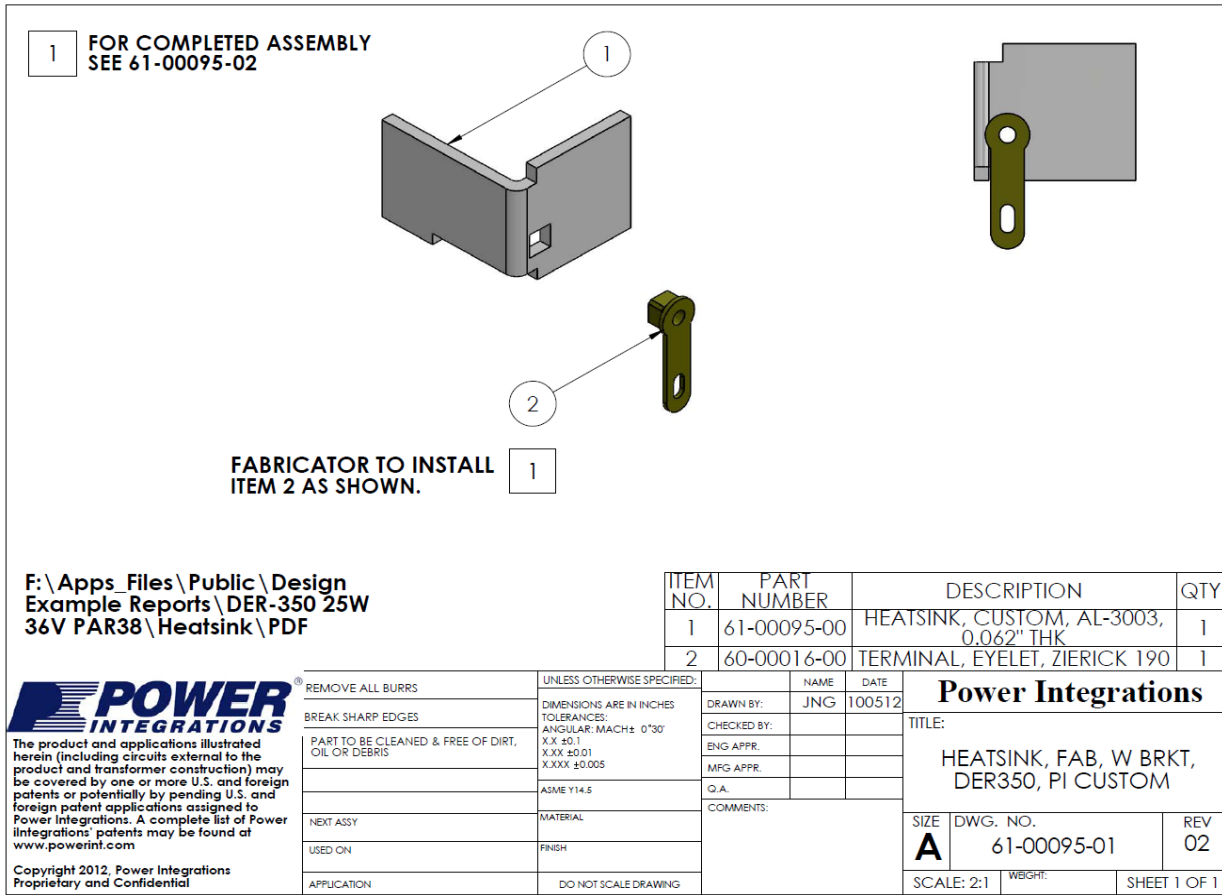 1
FOR COMPLETED ASSEMBLY
SEE 61-00095-02
1
2
FABRICATOR TO INSTALL
ITEM 2 AS SHOWN.
1
F:\Apps_Files\Public\Design
Example Reports\DER-350 25W
36V PAR38\Heatsink\PDF
ITEM NO. PART NUMBER DESCRIPTION QTY
1 61-00095-00 HEATSINK, CUSTOM, AL-3003, 0.062" THK 1
2 60-00016-00 TERMINAL, EYELET, ZIERICK 190 1
POWER
INTEGRATIONS
®
The product and applications illustrated
herein (including circuits external to the
product and transformer construction) may
be covered by one or more U.S. and foreign
patents or potentially by pending U.S. and
foreign patent applications assigned to
Power Integrations. A complete list of Power
iIntegrations' patents may be found at
www.powerint.com
Copyright 2012, Power Integrations
Proprietary and Confidential
REMOVE ALL BURRS
BREAK SHARP EDGES
PART TO BE CLEANED & FREE OF DIRT,
OIL OR DEBRIS
NEXT ASSY
USED ON
APPLICATION
UNLESS OTHERWISE SPECIFIED:
DIMENSIONS ARE IN INCHES
TOLERANCES:
ANGULAR: MACH± 0°30'
X.X ±0.1
X.XX ±0.01
X.XXX ±0.005
ASME Y14.5
MATERIAL
FINISH
DO NOT SCALE DRAWING
NAME DATE
DRAWN BY: JNG 100512
CHECKED BY:
ENG APPR.
MFG APPR.
Q.A.
COMMENTS:
Power Integrations
TITLE:
HEATSINK, FAB, W BRKT,
DER350, PI CUSTOM
SIZE DWG. NO. REV
A 61-00095-01 02
SCALE: 2:1 WEIGHT: SHEET 1 OF 1